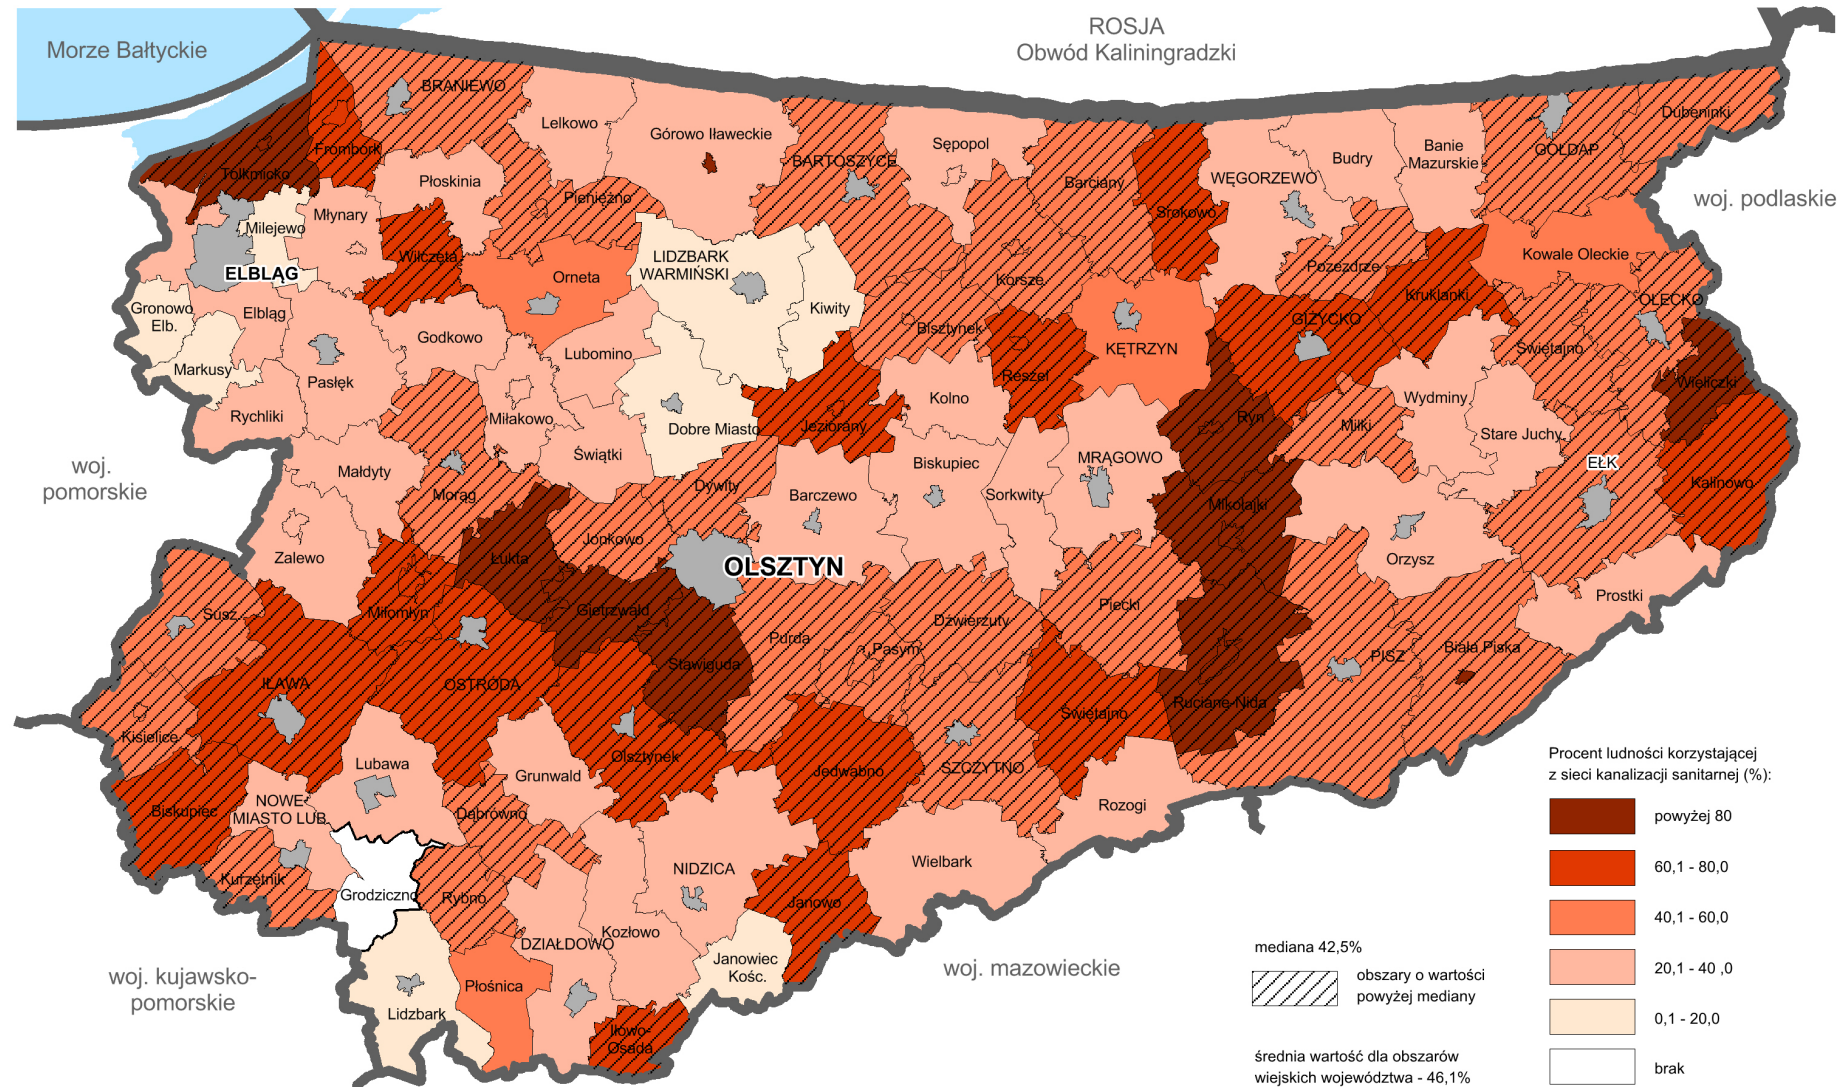 ROSJA
Obwód Kaliningradzki
Morze Bałtyckie
woj. podlaskie
woj.
pomorskie
woj. kujawsko-
pomorskie
woj. mazowieckie
BRANIEWO
Lelkowo
Górowo Iławeckie
Frombork
Tolkmicko
Płoskinia
Pieniężno
BARTOSZYCE
Sępopol
Barciany
Srokowo
WĘGORZEWO
Budry
Banie
Mazurskie
GOŁDAP
Dubeninki
Milejewo
Młynary
Wilczęta
ELBLĄG
Orneta
LIDZBARK
WARMIŃSKI
Kiwity
Korsze
Pozezdrze
Kruklanki
Kowale Oleckie
OLECKO
Gronowo
Elb.
Elbląg
Markusy
Pasłęk
Godkowo
Lubomino
Bisztynek
Reszel
KĘTRZYN
GIŻYCKO
Świętajno
Wieliczki
Rychliki
Miłakowo
Świątki
Dobre Miasto
Jeziorany
Kolno
Ryn
Miłki
Wydminy
Stare Juchy
EŁK
Kalinowo
Małdyty
Morąg
Dywity
Barczewo
Biskupiec
Sorkwity
MRĄGOWO
Mikołajki
Orzysz
Zalewo
Łukta
Jonkowo
OLSZTYN
Prostki
Susz
Miłomłyn
Gietrzwałd
Purda
Pasym
Dźwierzuty
Piecki
PISZ
Biała Piska
IŁAWA
OSTRÓDA
Stawiguda
Świętajno
Ruciane-Nida
Kisielice
Lubawa
Grunwald
Olsztynek
Jedwabno
SZCZYTNO
Rozogi
Biskupiec
NOWE
MIASTO LUB.
Dąbrówno
Wielbark
Kurzętnik
Grodziczno
Rybno
NIDZICA
Janowo
DZIAŁDOWO
Kozłowo
Janowiec
Kośc.
Lidzbark
Płośnica
Iłowo-
Osada
mediana 42,5%
obszary o wartości
powyżej mediany
średnia wartość dla obszarów
wiejskich województwa - 46,1%
Procent ludności korzystającej
z sieci kanalizacji sanitarnej (%):
powyżej 80
60,1 - 80,0
40,1 - 60,0
20,1 - 40 ,0
0,1 - 20,0
brak